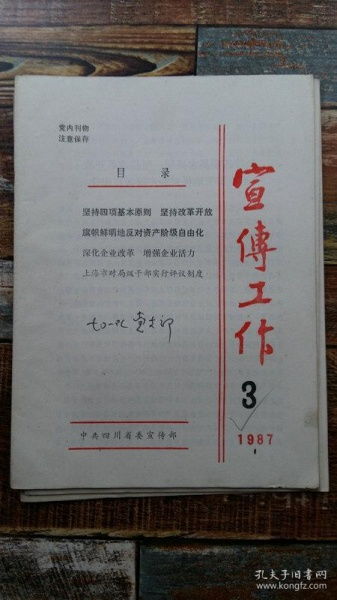 党内刊物
注意保存
目录
坚持四项基本原则 坚持改革开放
旗帜鲜明地反对资产阶级自由化
深化企业改革 增强企业活力
上海市对局级干部实行评议制度
中共四川省委宣传部
宣傳工作
3
1987
孔夫子旧书网
www.kongfz.com